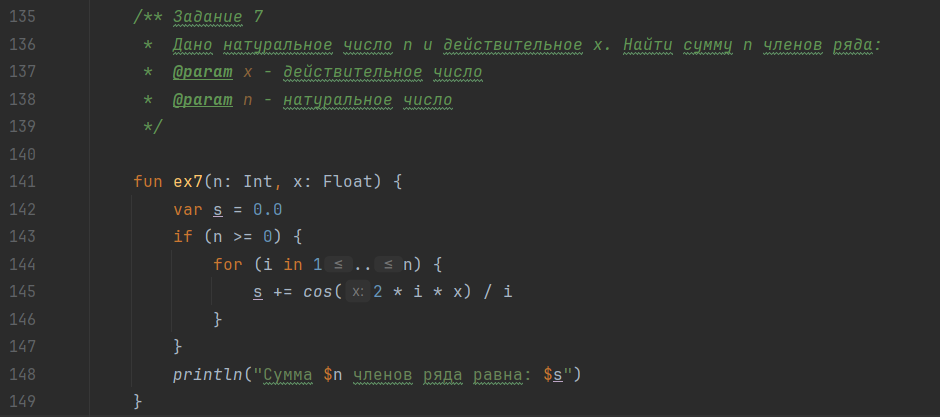 135 /** Задание 7
136 * Дано натуральное число n и действительное x. Найти сумму n членов ряда:
137 * @param x - действительное число
138 * @param n - натуральное число
139 */
140
141 fun ex7(n: Int, x: Float) {
142 var s = 0.0
143 if (n >= 0) {
144 for (i in 1 ≤ .. ≤ n) {
145 s += cos( x: 2 * i * x) / i
146 }
147 }
148 println("Сумма $n членов ряда равна: $s")
149 }